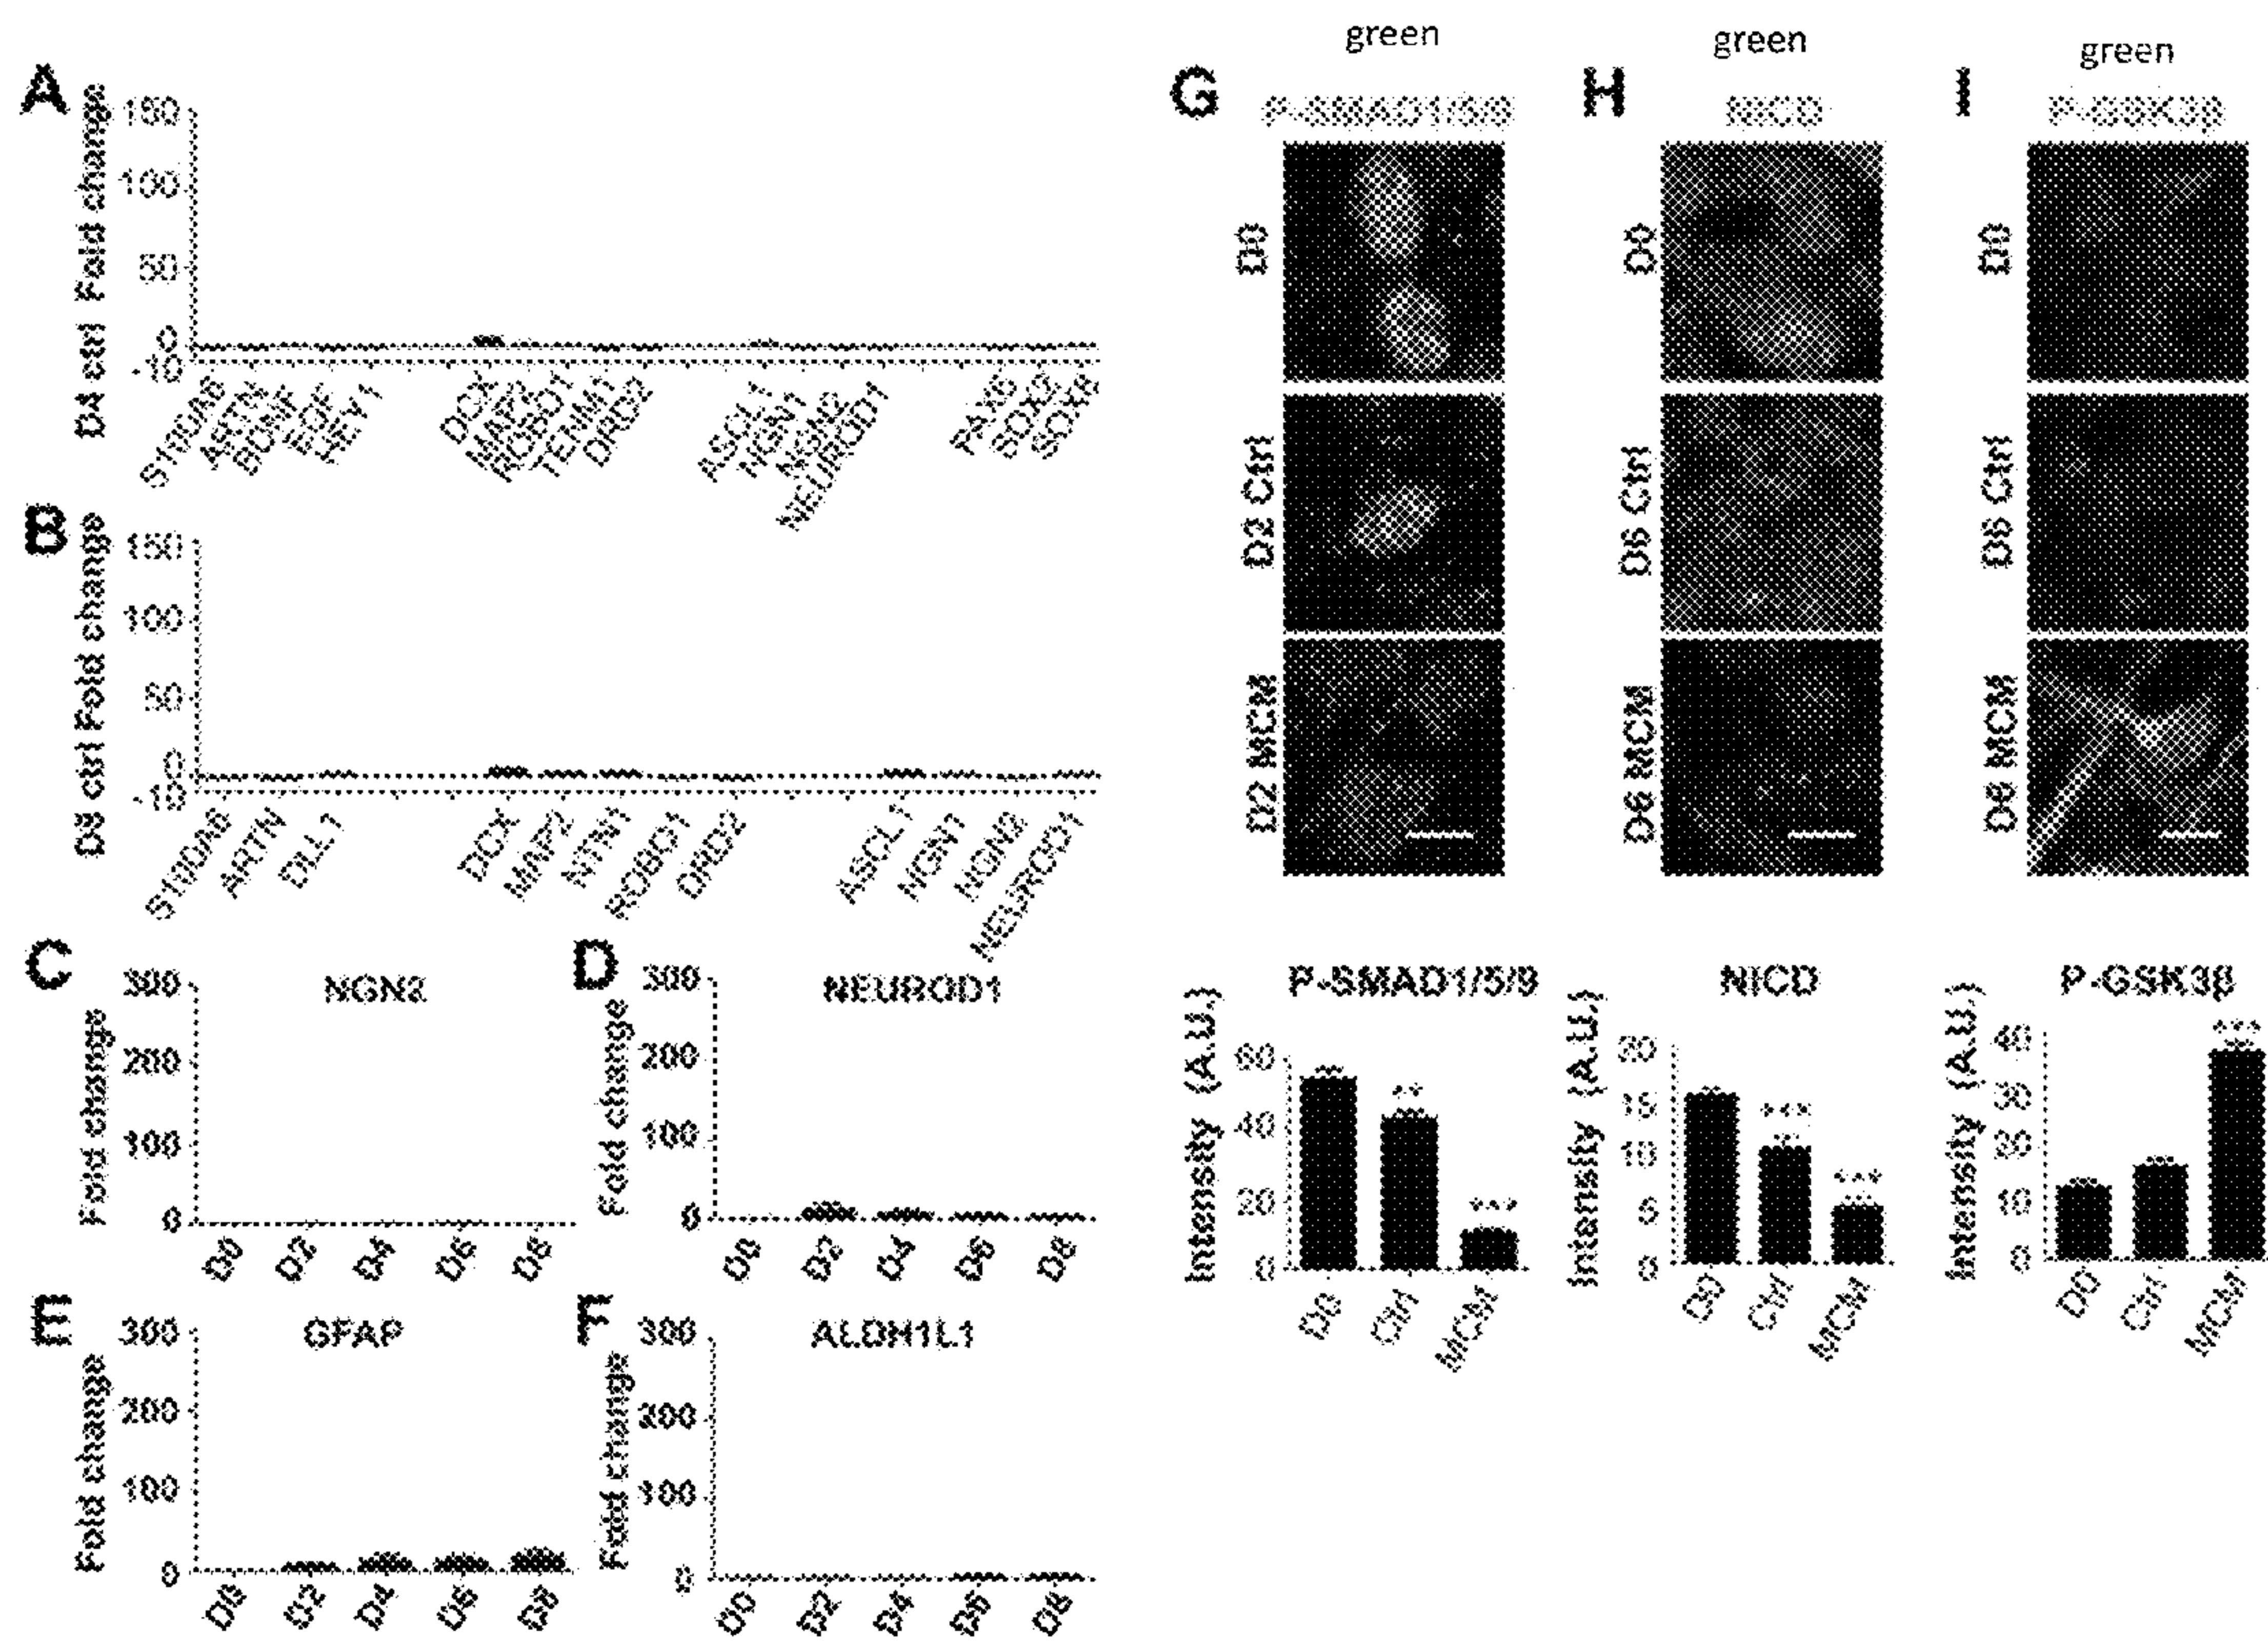 A
D4 ctrl Fold change
150
100
50
0
-10
S100A6
ARTN
BDNF
EGF
HEY1
DCX
MAP2
ROBO1
TENM1
DRD2
ASCL1
NGN1
NGN2
NEUROD1
PAX6
SOX2
B
D8 ctrl Fold change
150
100
50
0
-10
S100A6
ARTN
DLL1
DCX
MAP2
NTN1
ROBO1
DRD2
ASCL1
NGN1
NGN2
NEUROD1
C
NGN2
Fold change
300
200
100
0
D0
D2
D4
D6
D8
D
NEUROD1
Fold change
300
200
100
0
D0
D2
D4
D6
D8
E
GFAP
Fold change
300
200
100
0
D0
D2
D4
D6
D8
F
ALDH1L1
Fold change
300
200
100
0
D0
D2
D4
D6
D8
green
G
P-SMAD1/5/9
D0
D2 Ctrl
D2 MCM
P-SMAD1/5/9
Intensity (A.U.)
60
40
20
0
**
***
D0
Ctrl
MCM
green
H
NICD
D0
D6 Ctrl
D6 MCM
NICD
Intensity (A.U.)
20
15
10
5
0
***
***
D0
Ctrl
MCM
green
I
P-GSK3β
D0
MCM
P-GSK3β
Intensity (A.U.)
40
10
0
***
D0
Ctrl
MCM